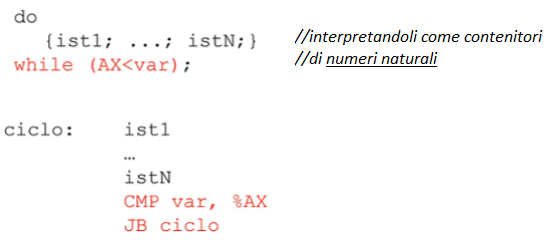 do
{ist1; ...; istN;} //interpretandoli come contenitori
while (AX<var); //di numeri naturali
ciclo: ist1
…
istN
CMP var, %AX
JB ciclo